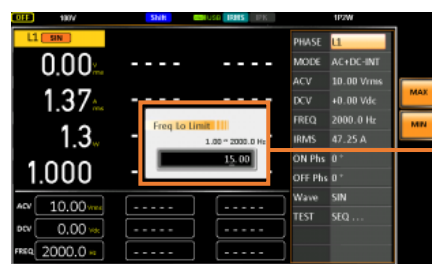 OFF 100V Shift USB IRMS IPK 1P2W
L1 SIN
0.00 Vrms - - - - - - - -
1.37 A
1.3 W
1.000
Freq Lo Limit
1.00 ~ 2000.0 Hz
15.00
PHASE L1
MODE AC+DC-INT
ACV 10.00 Vrms
DCV +0.00 Vdc
FREQ 2000.0 Hz
IRMS 47.25 A
ON Phs 0°
OFF Phs 0°
Wave SIN
TEST SEQ ...
MAX
MIN
ACV 10.00 Vrms - - - - - - - - - -
DCV 0.00 Vdc - - - - - - - - - -
FREQ 2000.0 Hz - - - - - - - - - -